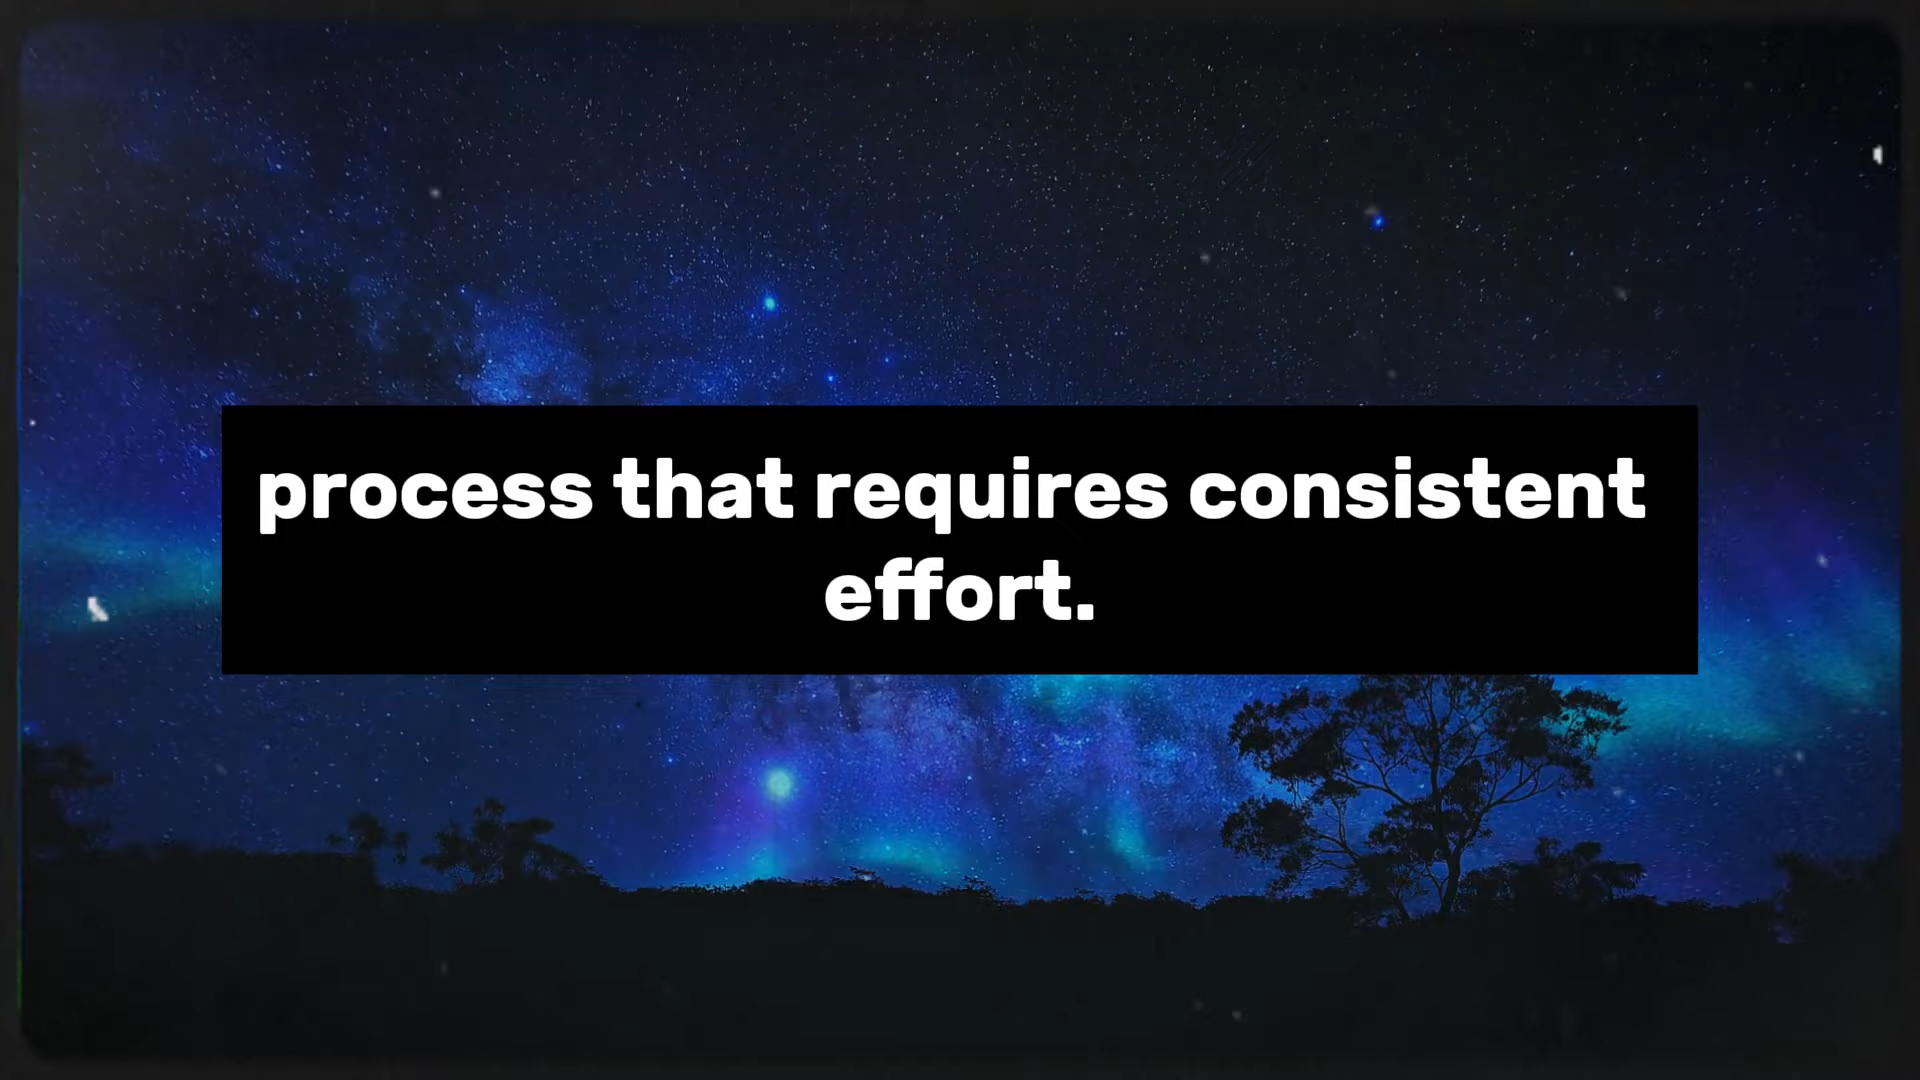 process that requires consistent
effort.